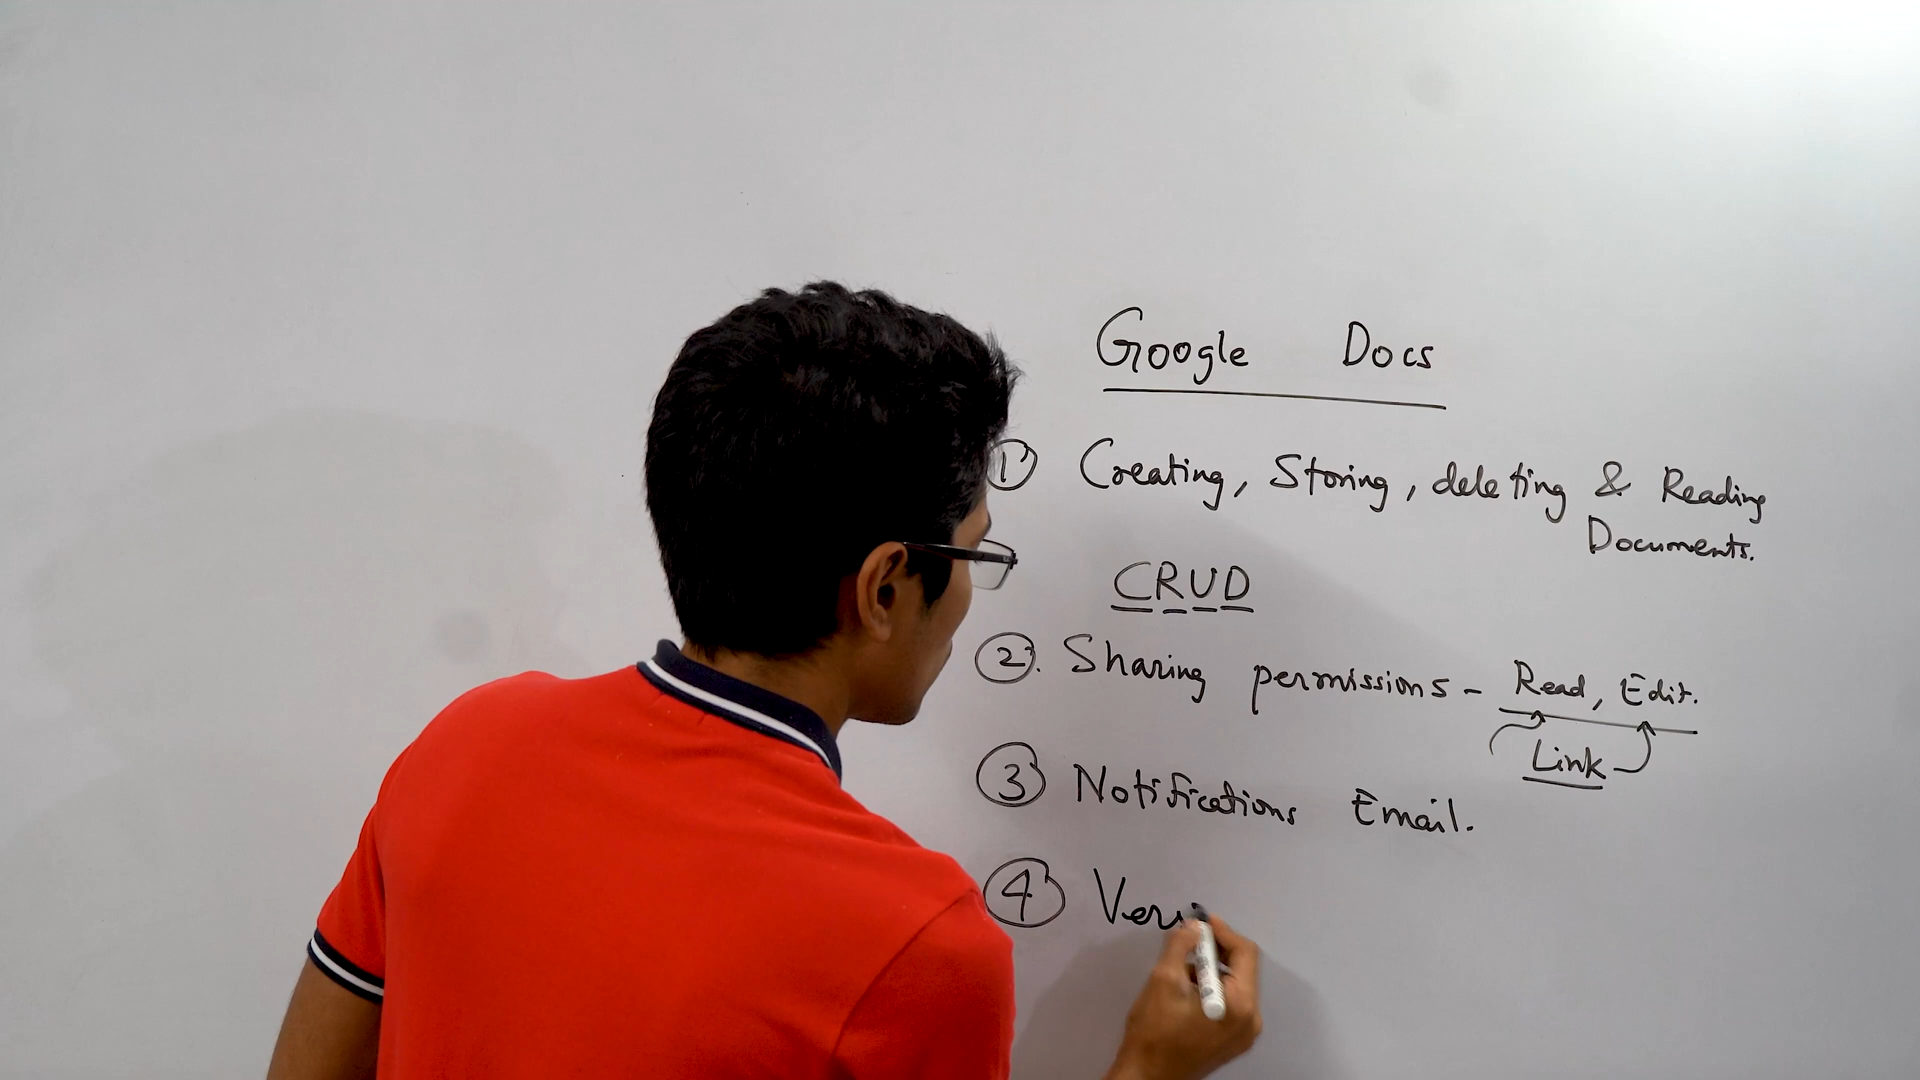 Google Docs
① Creating, Storing, deleting & Reading
Documents.
CRUD
②. Sharing permissions - Read, Edit.
Link
③ Notifications Email.
④ Vers